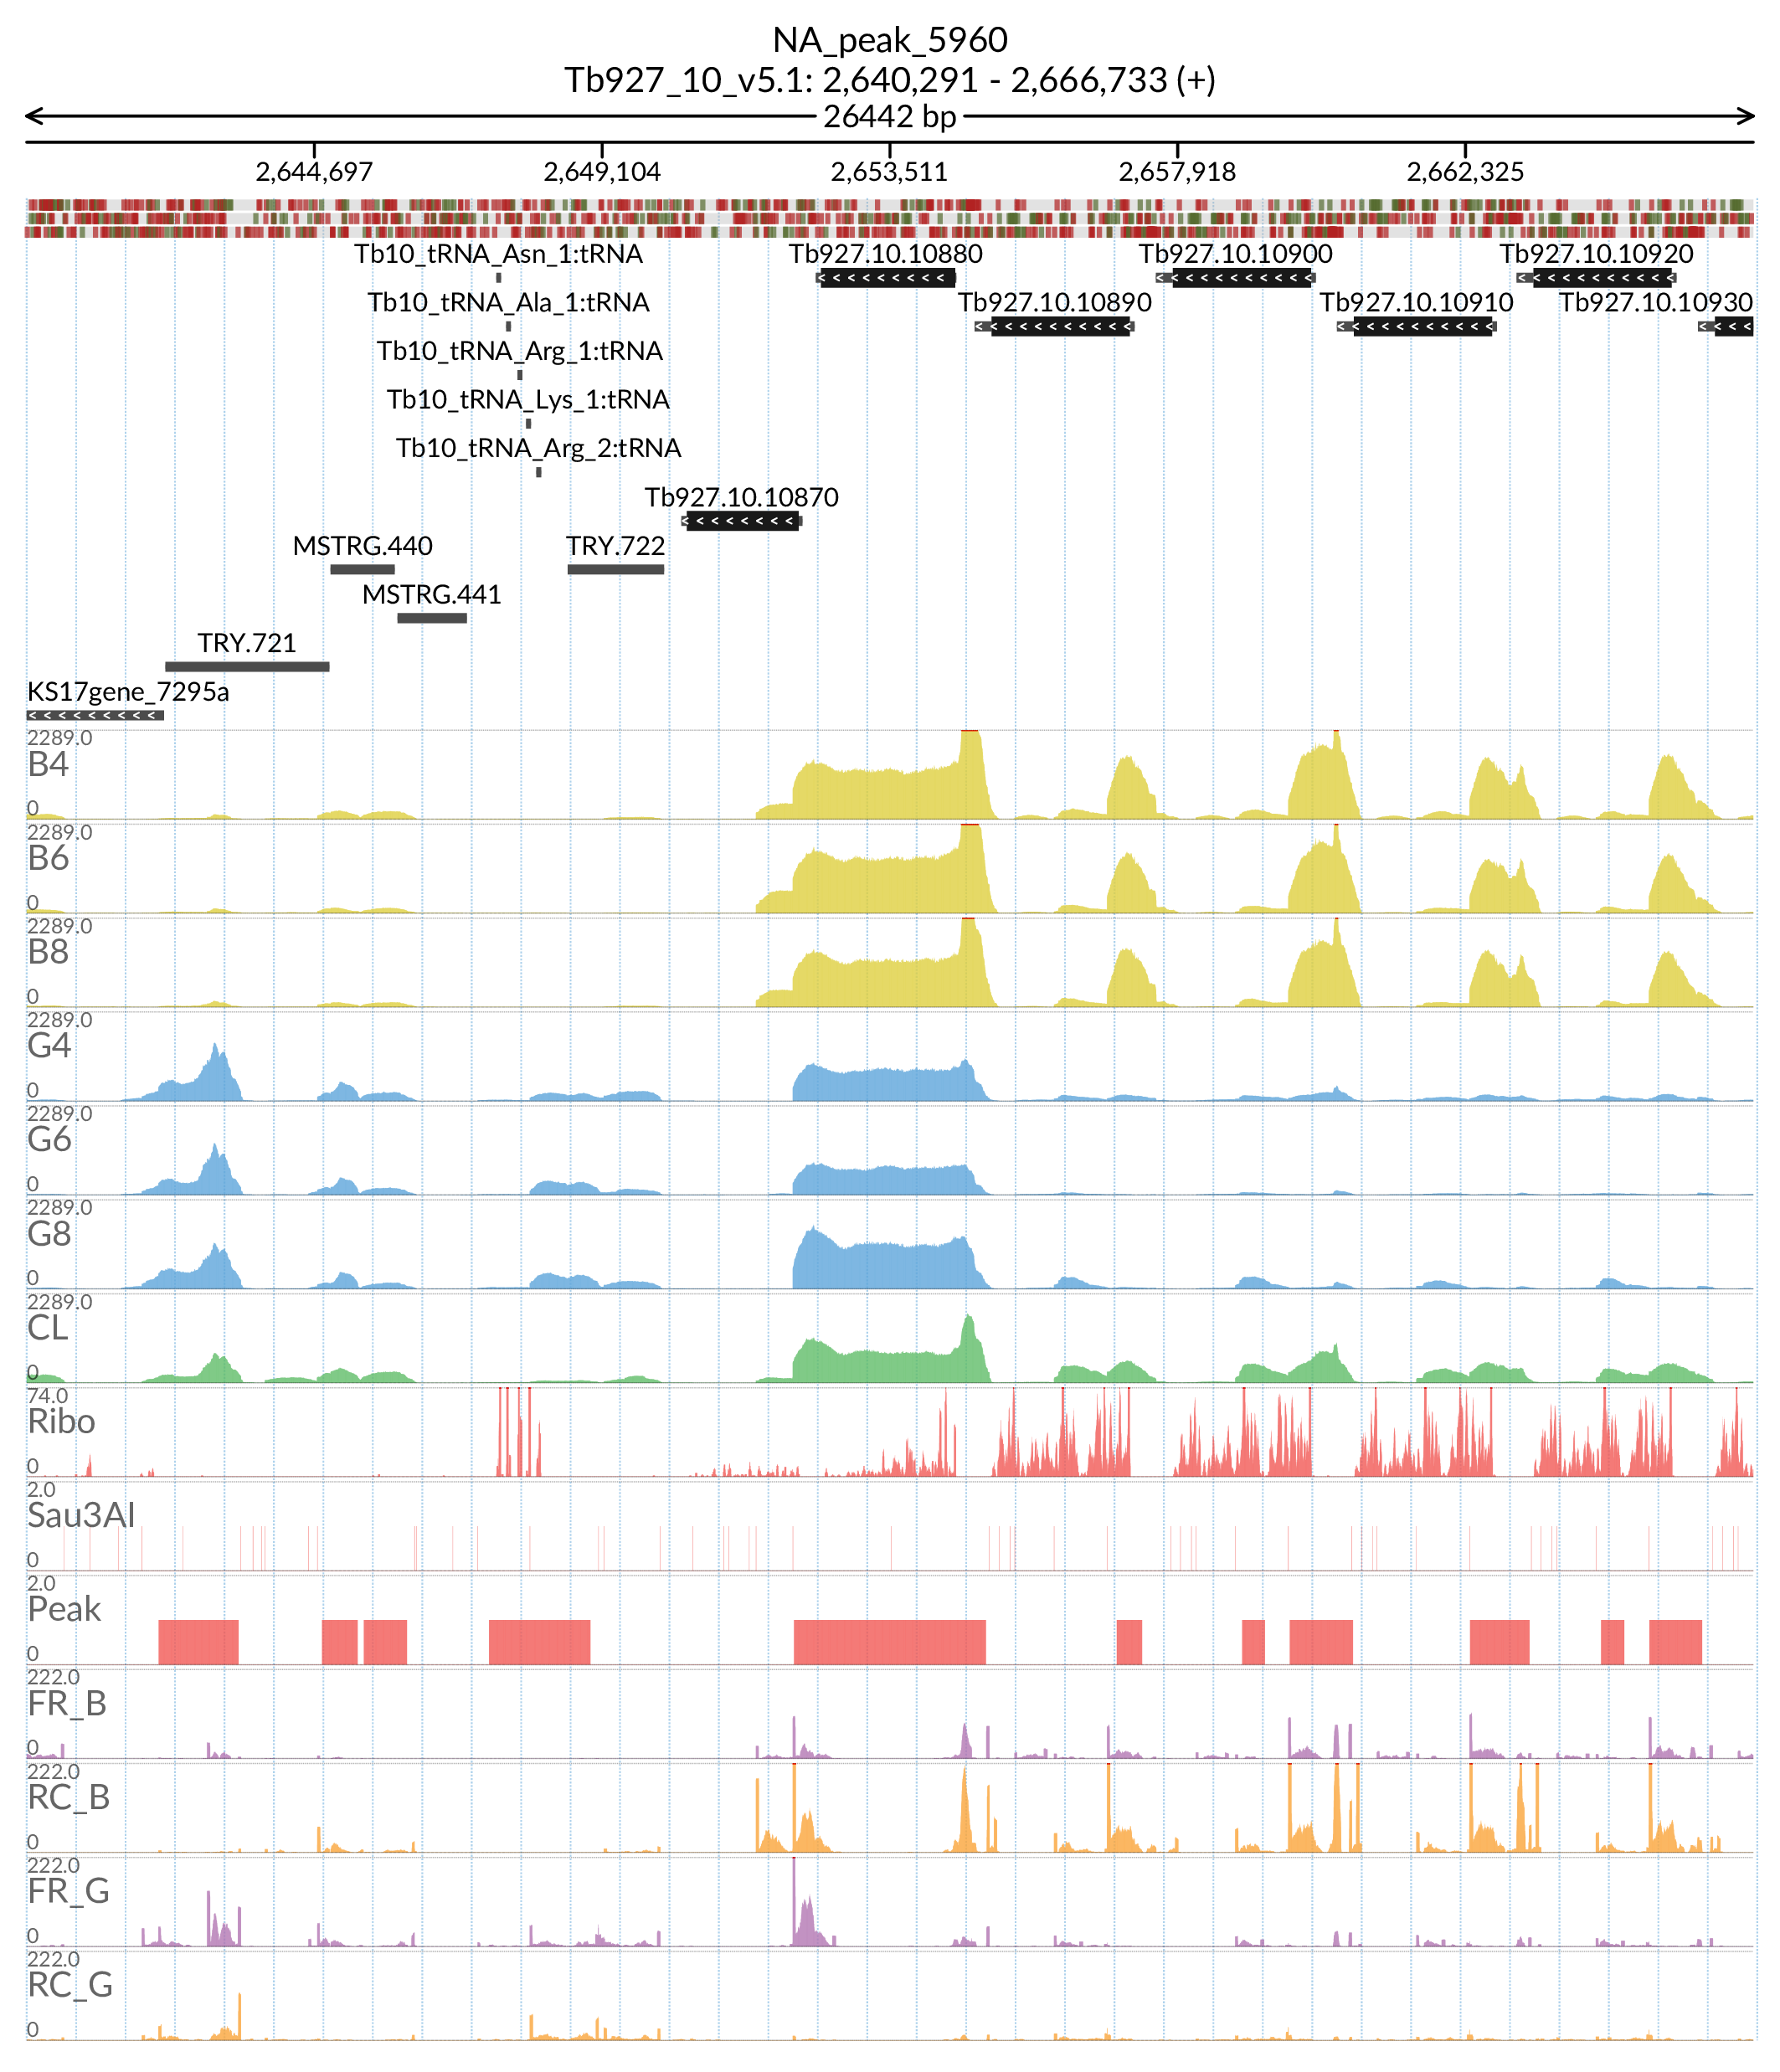 NA_peak_5960
Tb927_10_v5.1: 2,640,291 - 2,666,733 (+)
26442 bp
2,644,697 2,649,104 2,653,511 2,657,918 2,662,325
Tb10_tRNA_Asn_1:tRNA Tb927.10.10880 Tb927.10.10900 Tb927.10.10920
Tb10_tRNA_Ala_1:tRNA Tb927.10.10890 Tb927.10.10910 Tb927.10.10930
Tb10_tRNA_Arg_1:tRNA
Tb10_tRNA_Lys_1:tRNA
Tb10_tRNA_Arg_2:tRNA
Tb927.10.10870
MSTRG.440 TRY.722
MSTRG.441
TRY.721
KS17gene_7295a
2289.0
B4
0
2289.0
B6
0
2289.0
B8
0
2289.0
G4
0
2289.0
G6
0
2289.0
G8
0
2289.0
CL
0
74.0
Ribo
0
2.0
Sau3AI
0
2.0
Peak
0
222.0
FR_B
0
222.0
RC_B
0
222.0
FR_G
0
222.0
RC_G
0